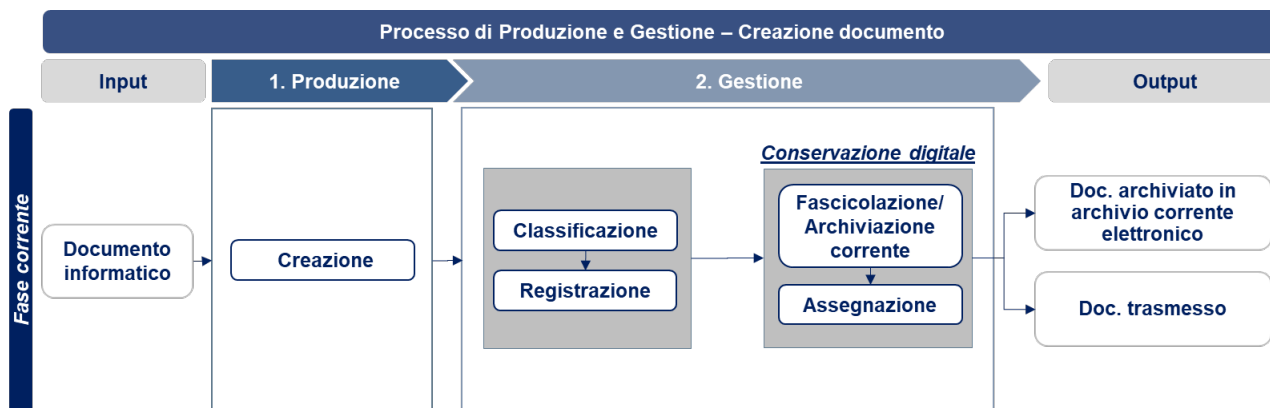 Processo di Produzione e Gestione – Creazione documento
Input
1. Produzione
2. Gestione
Output
Fase corrente
Documento
informatico
Creazione
Classificazione
Registrazione
Conservazione digitale
Fascicolazione/
Archiviazione
corrente
Assegnazione
Doc. archiviato in
archivio corrente
elettronico
Doc. trasmesso